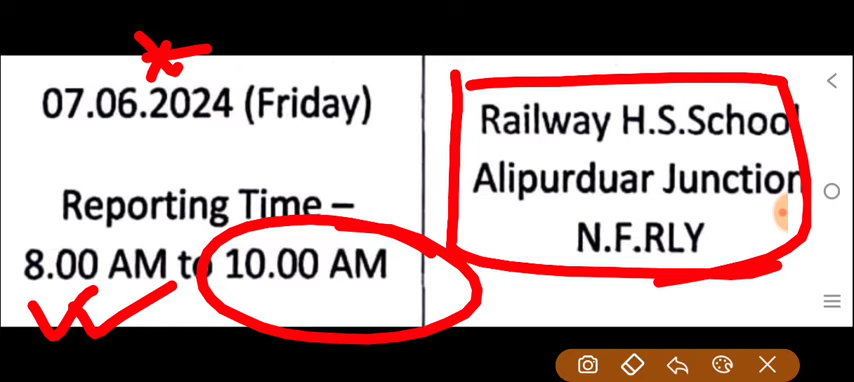 07.06.2024 (Friday)
Reporting Time –
8.00 AM to 10.00 AM
Railway H.S.School
Alipurduar Junction
N.F.RLY